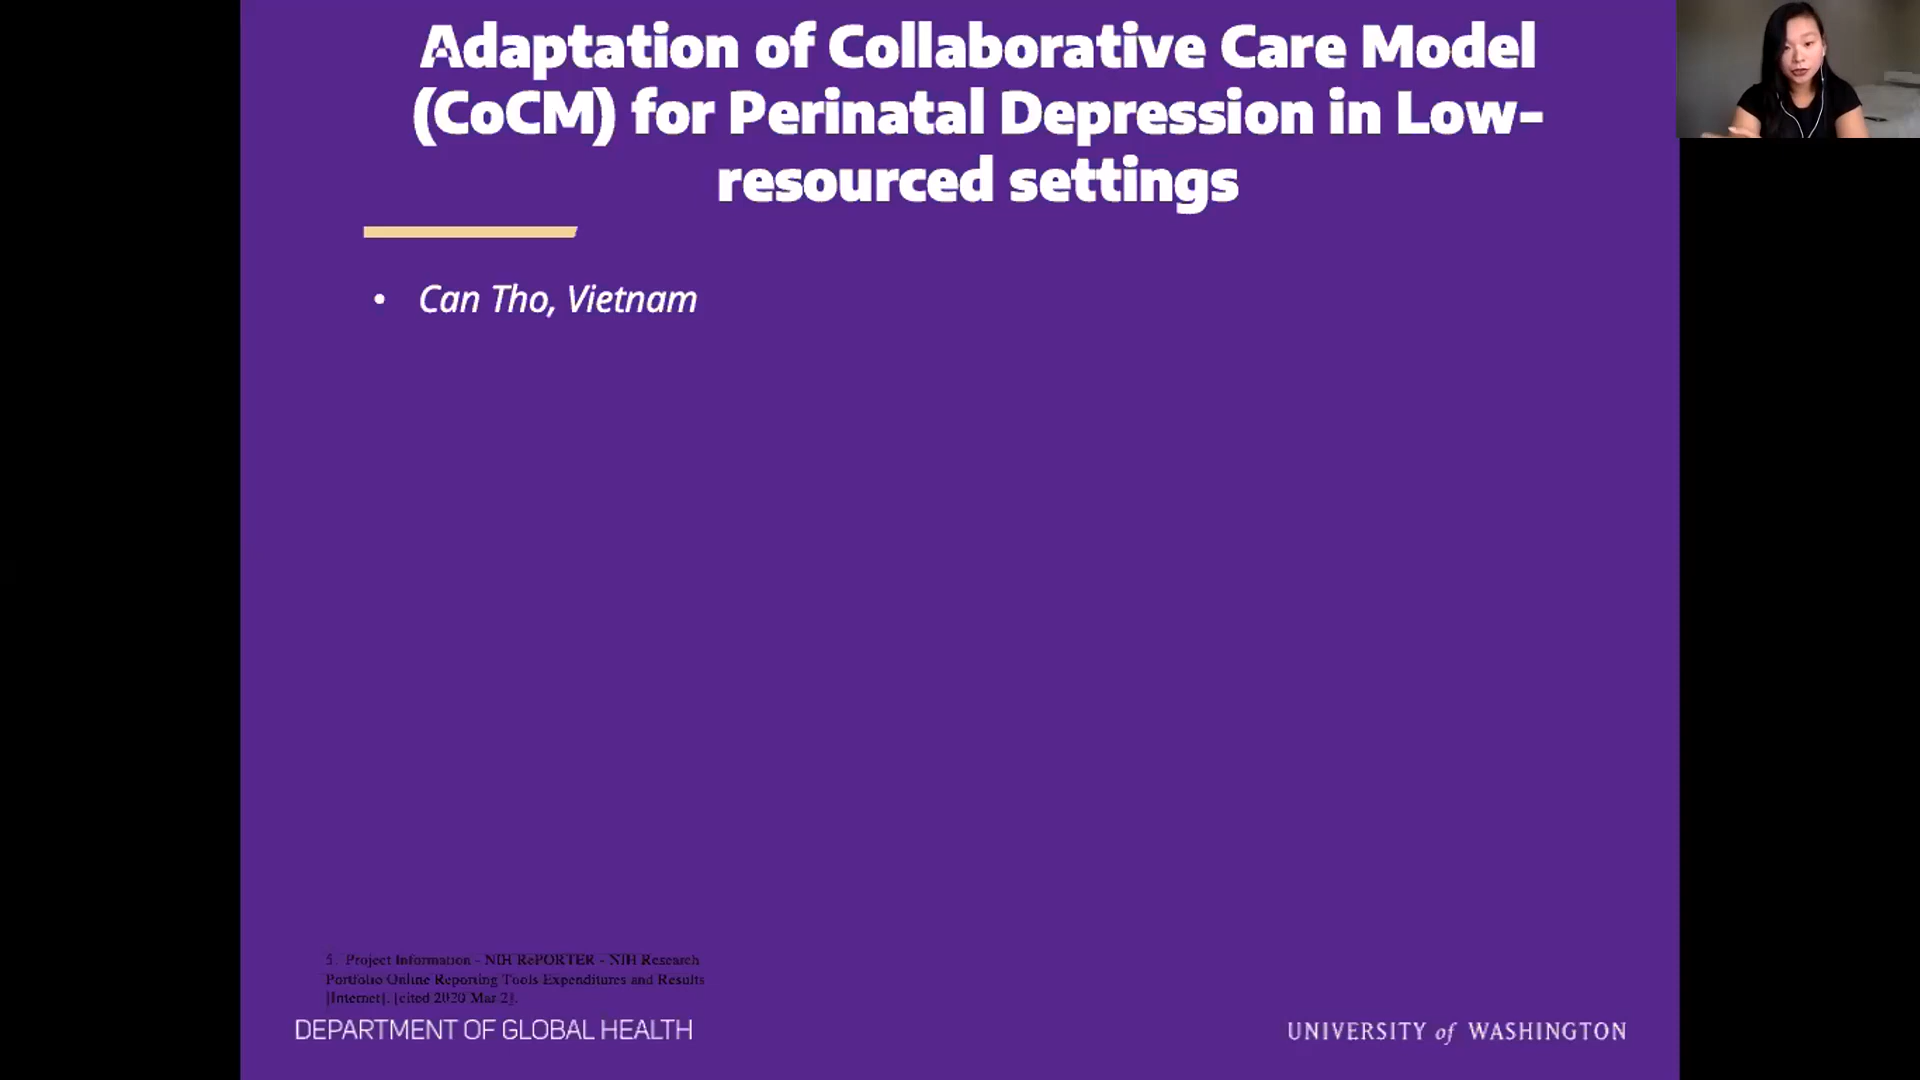 Adaptation of Collaborative Care Model
(CoCM) for Perinatal Depression in Low-
resourced settings
• Can Tho, Vietnam
5. Project Information - NIH RePORTER - NIH Research
Portfolio Online Reporting Tools Expenditures and Results
[Internet]. [cited 2020 Mar 2].
DEPARTMENT OF GLOBAL HEALTH
UNIVERSITY of WASHINGTON